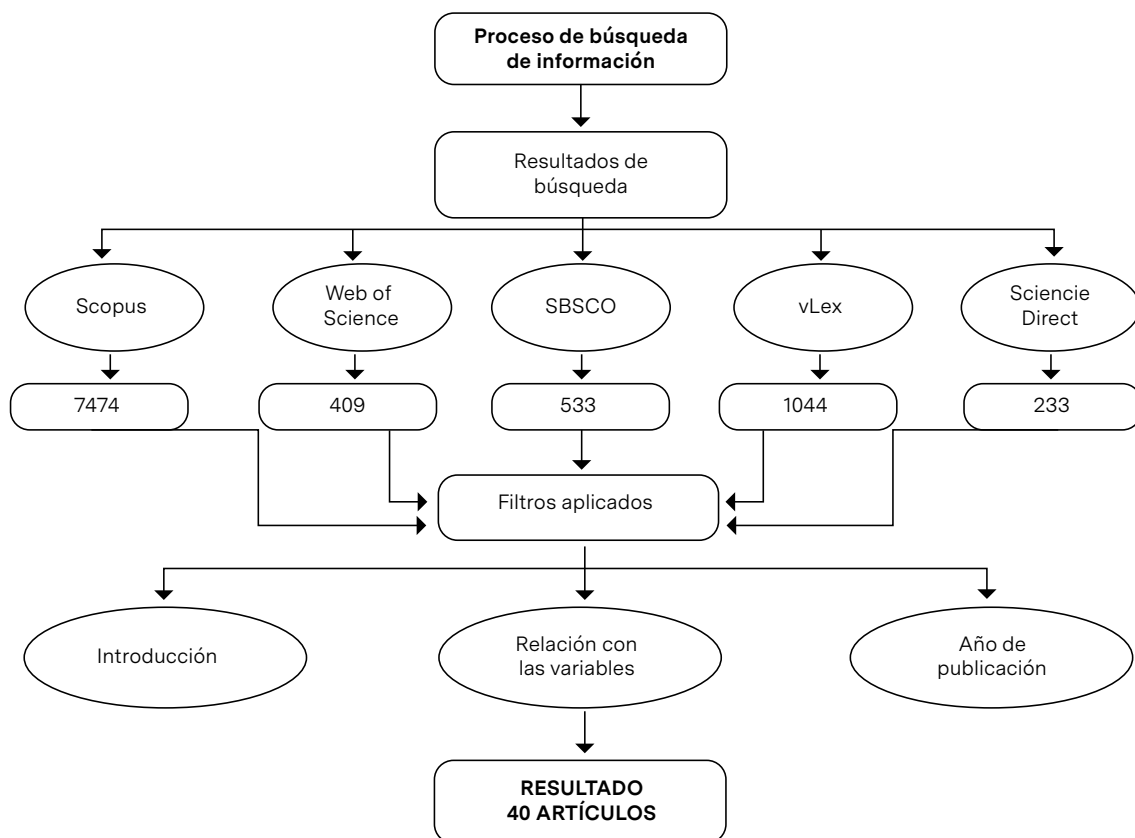 Proceso de búsqueda
de información
Resultados de
búsqueda
Scopus
Web of
Science
SBSCO
vLex
Sciencie
Direct
7474
409
533
1044
233
Filtros aplicados
Introducción
Relación con
las variables
Año de
publicación
RESULTADO
40 ARTÍCULOS